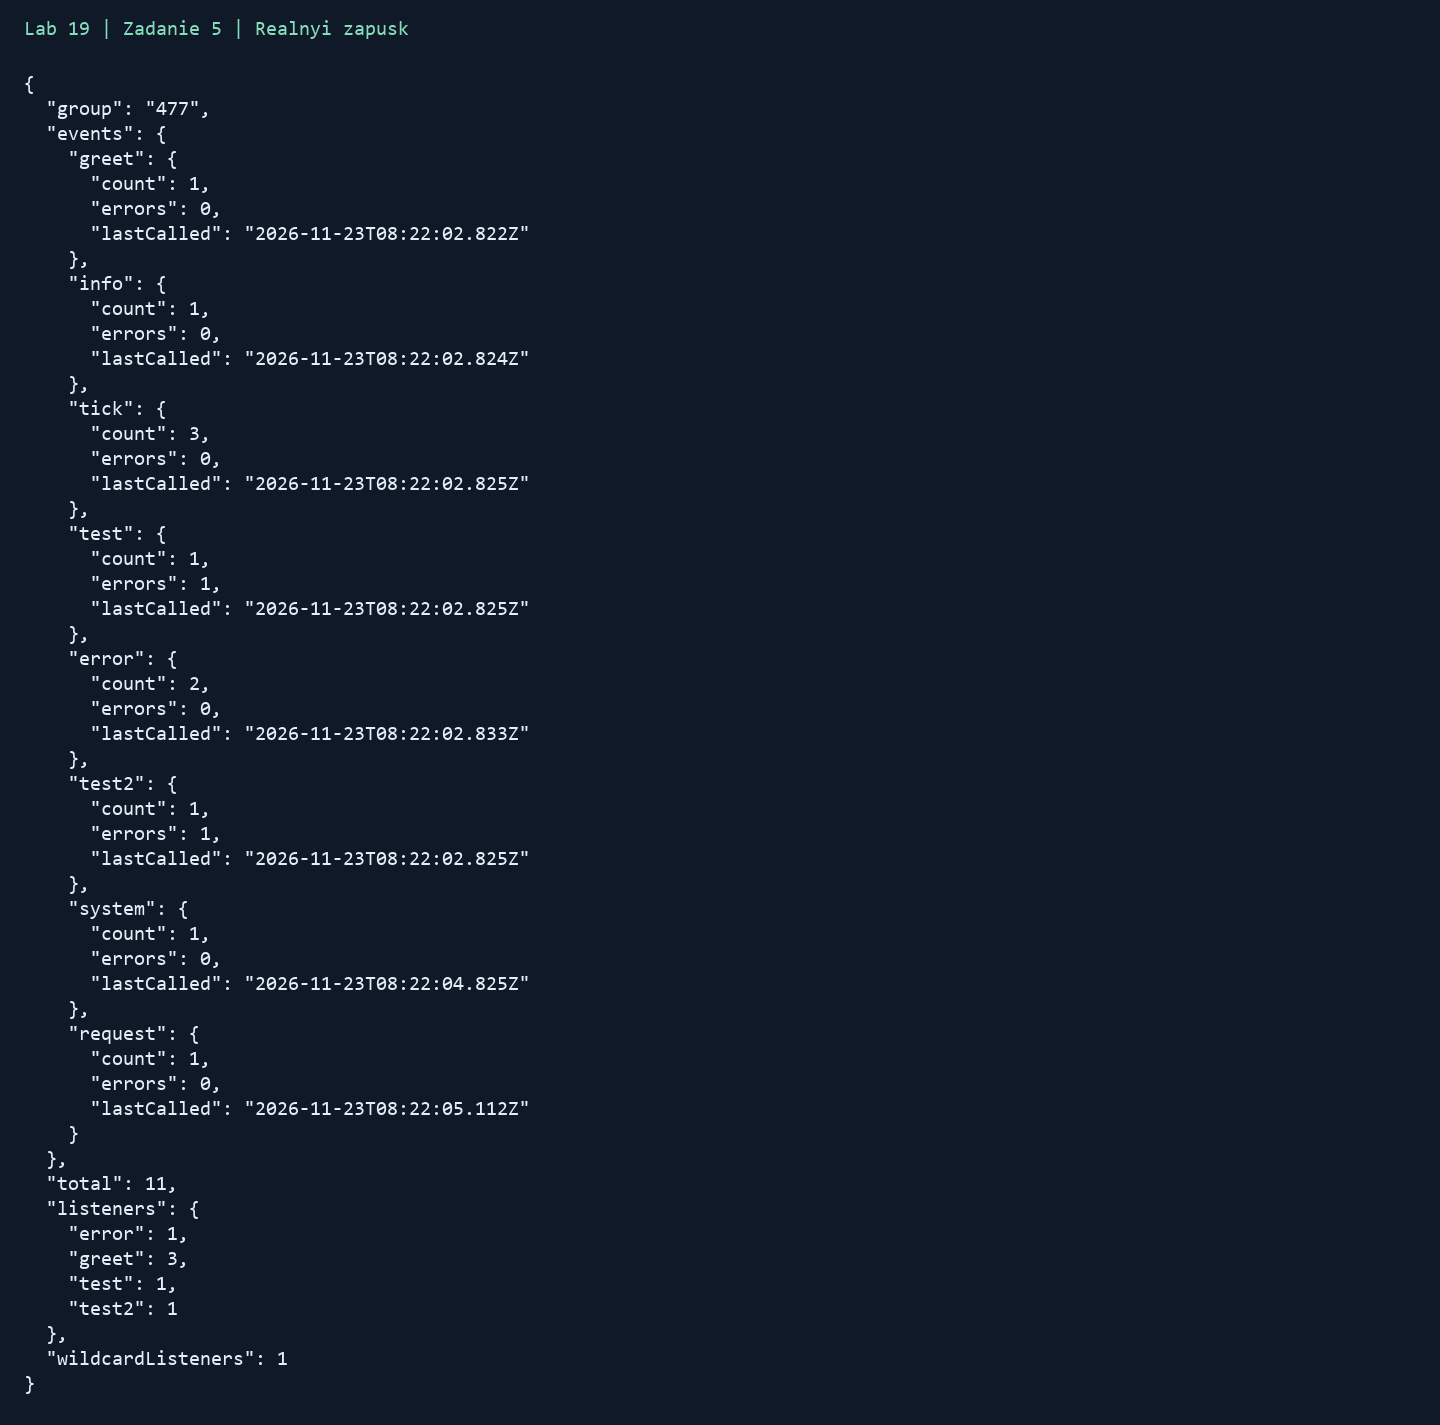 Lab 19 | Zadanie 5 | Realnyi zapusk
{
  "group": "477",
  "events": {
    "greet": {
      "count": 1,
      "errors": 0,
      "lastCalled": "2026-11-23T08:22:02.822Z"
    },
    "info": {
      "count": 1,
      "errors": 0,
      "lastCalled": "2026-11-23T08:22:02.824Z"
    },
    "tick": {
      "count": 3,
      "errors": 0,
      "lastCalled": "2026-11-23T08:22:02.825Z"
    },
    "test": {
      "count": 1,
      "errors": 1,
      "lastCalled": "2026-11-23T08:22:02.825Z"
    },
    "error": {
      "count": 2,
      "errors": 0,
      "lastCalled": "2026-11-23T08:22:02.833Z"
    },
    "test2": {
      "count": 1,
      "errors": 1,
      "lastCalled": "2026-11-23T08:22:02.825Z"
    },
    "system": {
      "count": 1,
      "errors": 0,
      "lastCalled": "2026-11-23T08:22:04.825Z"
    },
    "request": {
      "count": 1,
      "errors": 0,
      "lastCalled": "2026-11-23T08:22:05.112Z"
    }
  },
  "total": 11,
  "listeners": {
    "error": 1,
    "greet": 3,
    "test": 1,
    "test2": 1
  },
  "wildcardListeners": 1
}